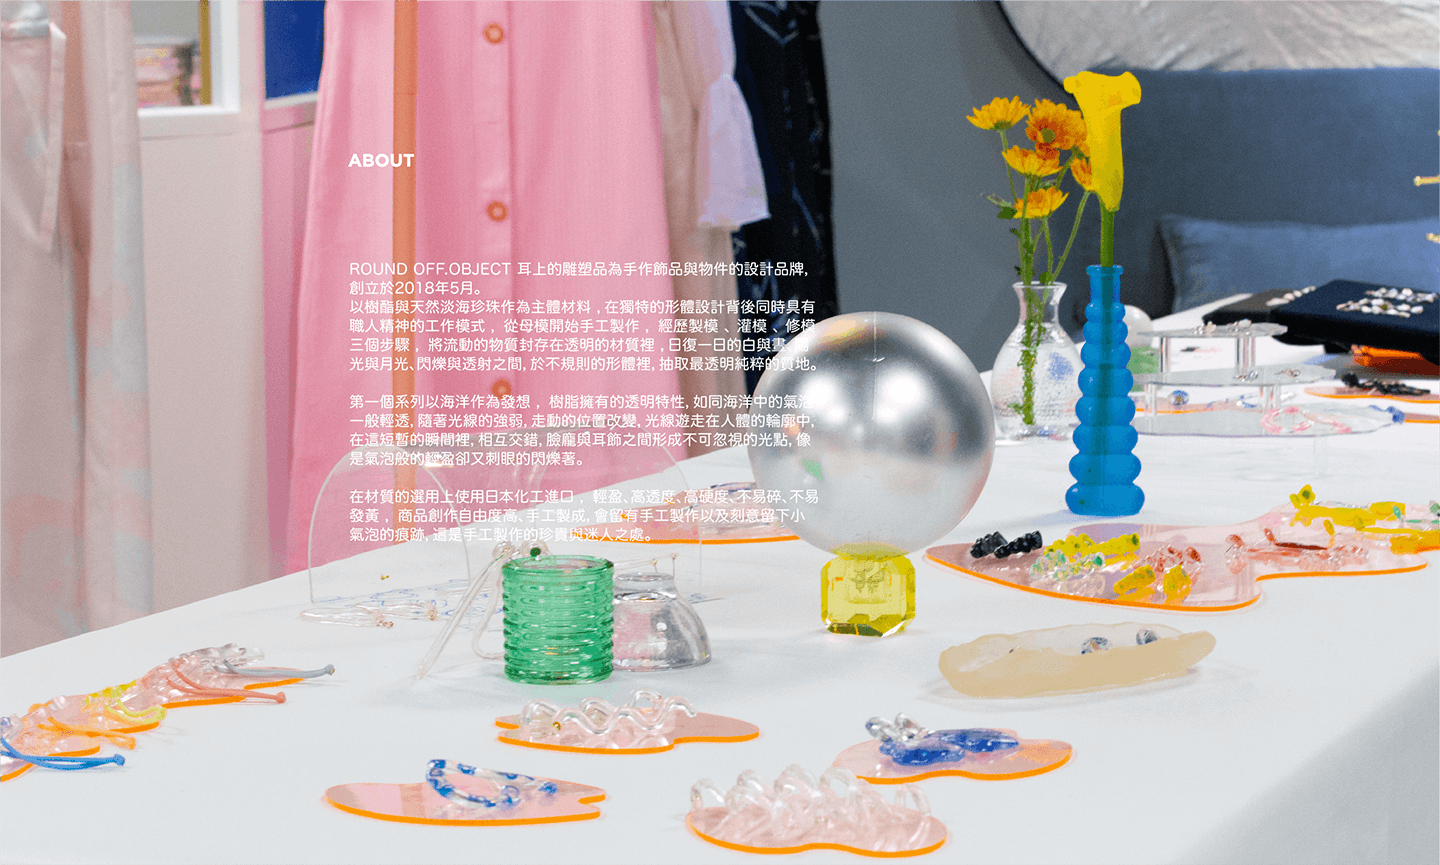 ABOUT
ROUND OFF.OBJECT 耳上的雕塑品為手作飾品與物件的設計品牌,
創立於2018年5月。
以樹酯與天然淡海珍珠作為主體材料 , 在獨特的形體設計背後同時具有
職人精神的工作模式 , 從母模開始手工製作 , 經歷製模 、灌模 、修模
三個步驟 , 將流動的物質封存在透明的材質裡 , 日復一日的白與晝、
光與月光、閃爍與透射之間, 於不規則的形體裡, 抽取最透明純粹的質地。
第一個系列以海洋作為發想 , 樹脂擁有的透明特性, 如同海洋中的氣泡
一般輕透, 隨著光線的強弱, 走動的位置改變, 光線遊走在人體的輪廓中,
在這短暫的瞬間裡, 相互交錯, 臉龐與耳飾之間形成不可忽視的光點, 像
是氣泡般的輕盈卻又刺眼的閃爍著。
在材質的選用上使用日本化工進口 , 輕盈、高透度、高硬度、不易碎、不易
發黃 , 商品創作自由度高、手工製成, 會留有手工製作以及刻意留下小
氣泡的痕跡, 這是手工製作的珍貴與迷人之處。